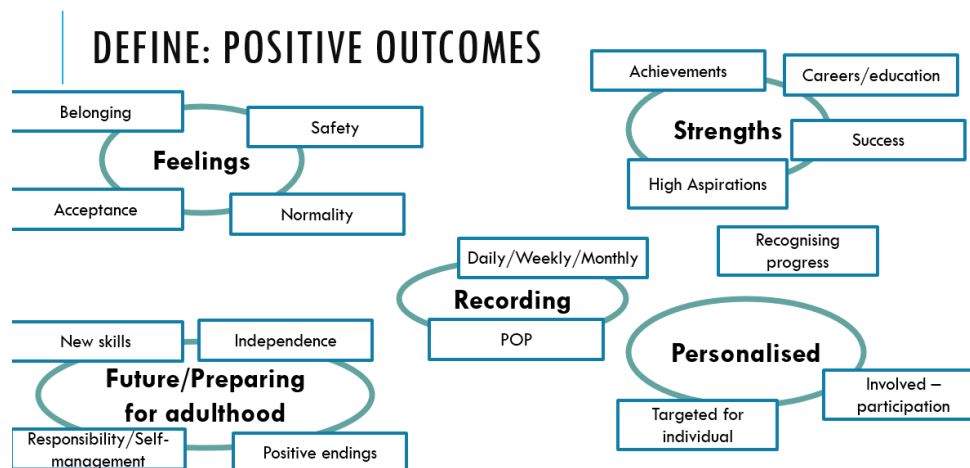 DEFINE: POSITIVE OUTCOMES
Belonging
Safety
Feelings
Acceptance
Normality
Achievements
Careers/education
Strengths
Success
High Aspirations
Recognising
progress
Daily/Weekly/Monthly
Recording
POP
New skills
Independence
Future/Preparing
for adulthood
Responsibility/Self-
management
Positive endings
Personalised
Involved –
participation
Targeted for
individual